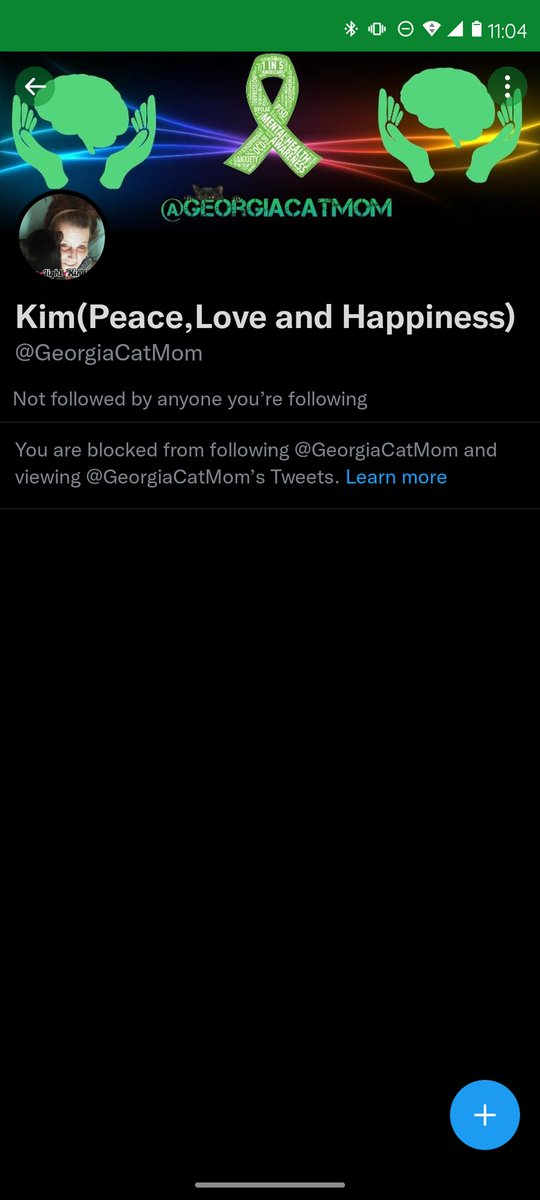 11:04
1 IN 5
AMERICANS
PTSD
MENTAL HEALTH
AWARENESS
ANXIETY
@GEORGIACATMOM
Kim(Peace,Love and Happiness)
@GeorgiaCatMom
Not followed by anyone you're following
You are blocked from following @GeorgiaCatMom and
viewing @GeorgiaCatMom's Tweets. Learn more